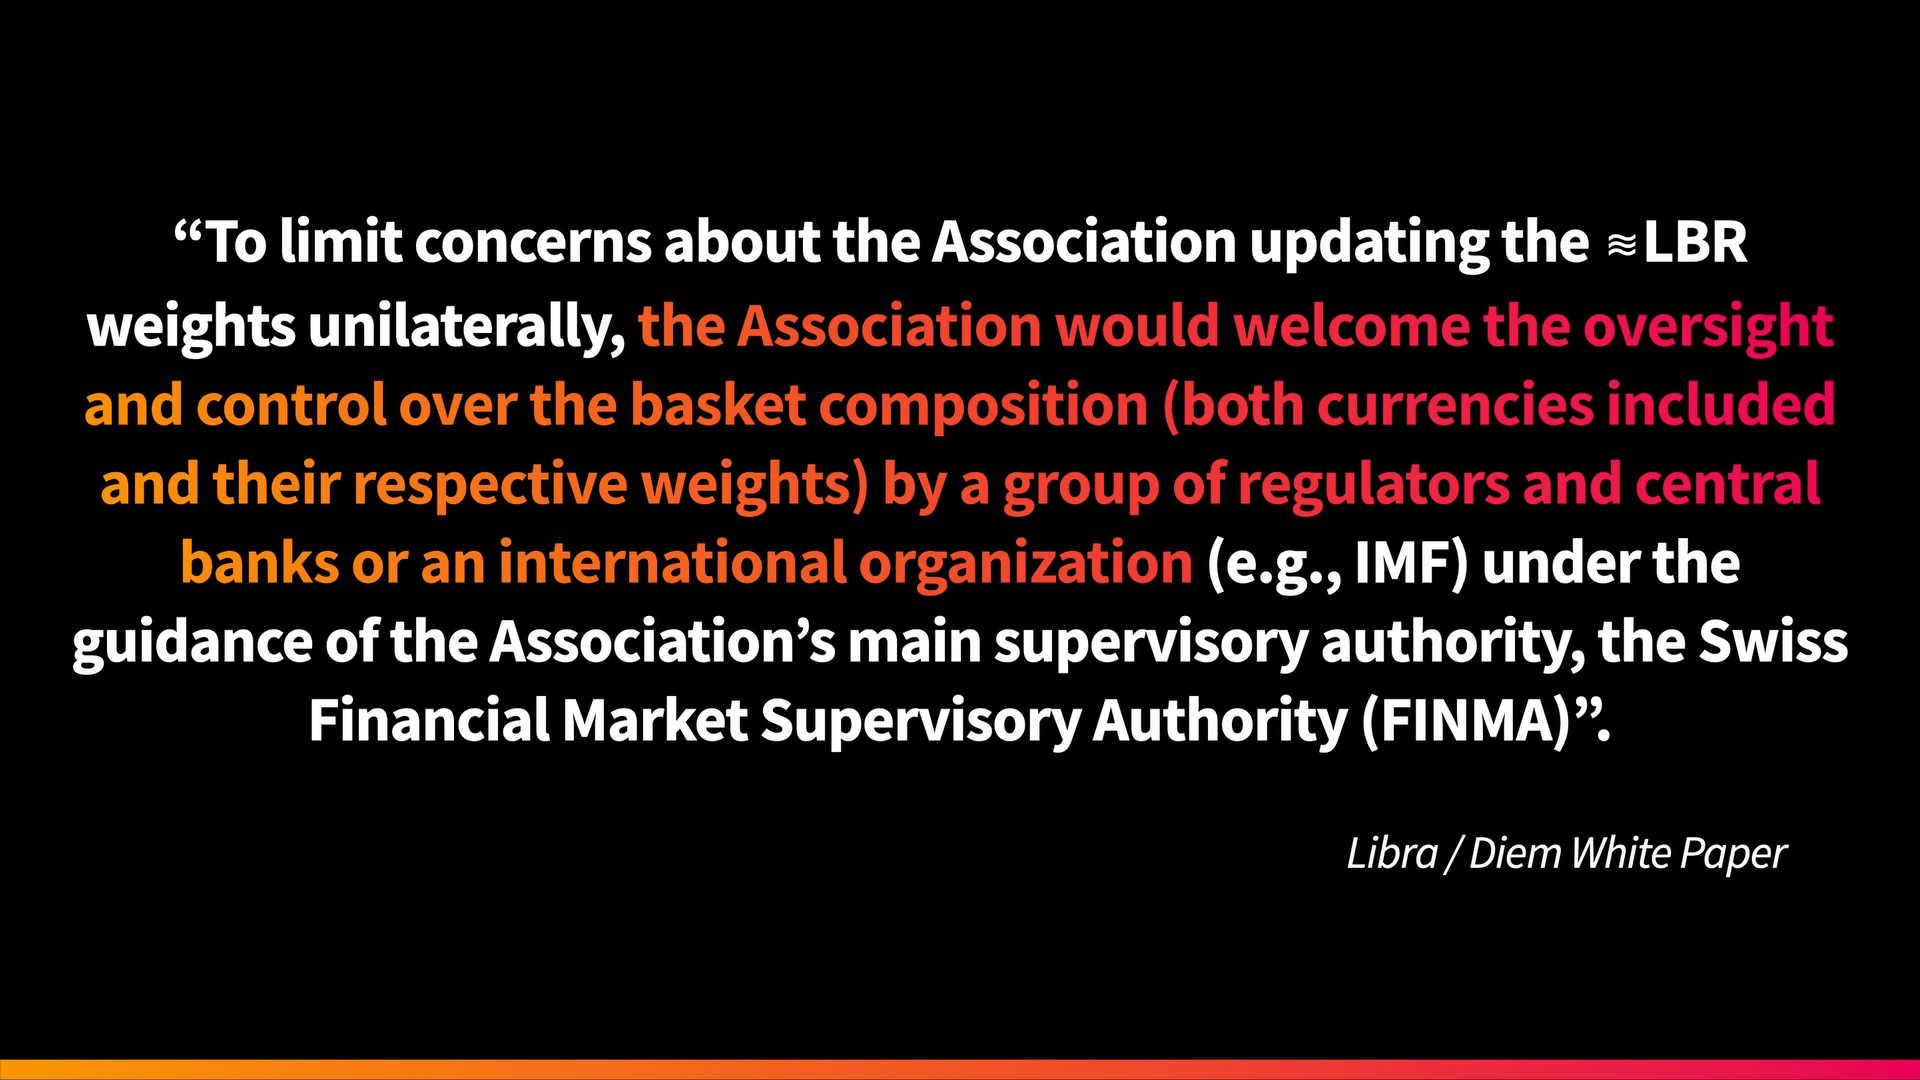 “To limit concerns about the Association updating the ≋LBR
weights unilaterally, the Association would welcome the oversight
and control over the basket composition (both currencies included
and their respective weights) by a group of regulators and central
banks or an international organization (e.g., IMF) under the
guidance of the Association’s main supervisory authority, the Swiss
Financial Market Supervisory Authority (FINMA)”.
Libra / Diem White Paper